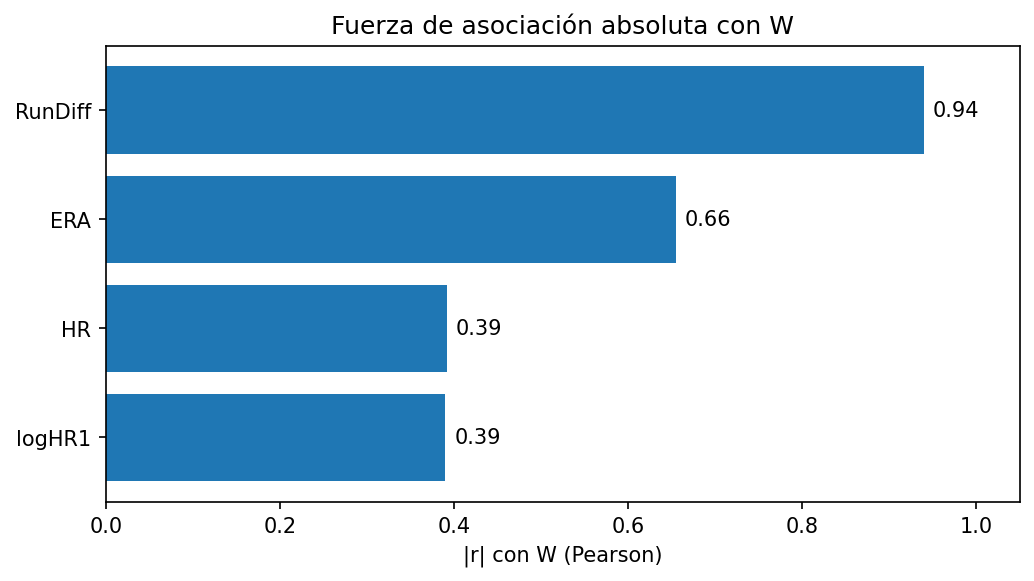 Fuerza de asociación absoluta con W
RunDiff
0.94
ERA
0.66
HR
0.39
logHR1
0.39
0.0 0.2 0.4 0.6 0.8 1.0
|r| con W (Pearson)